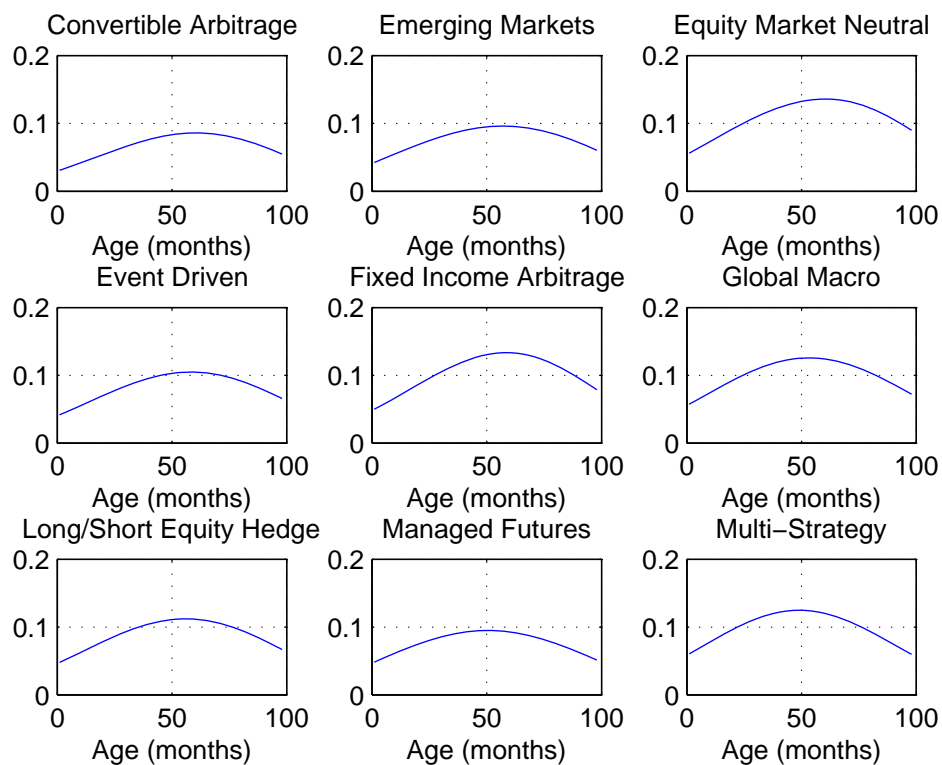 Convertible Arbitrage
0.2
0.1
0
0 50 100
Age (months)
Emerging Markets
0.2
0.1
0
0 50 100
Age (months)
Equity Market Neutral
0.2
0.1
0
0 50 100
Age (months)
Event Driven
0.2
0.1
0
0 50 100
Age (months)
Fixed Income Arbitrage
0.2
0.1
0
0 50 100
Age (months)
Global Macro
0.2
0.1
0
0 50 100
Age (months)
Long/Short Equity Hedge
0.2
0.1
0
0 50 100
Age (months)
Managed Futures
0.2
0.1
0
0 50 100
Age (months)
Multi−Strategy
0.2
0.1
0
0 50 100
Age (months)